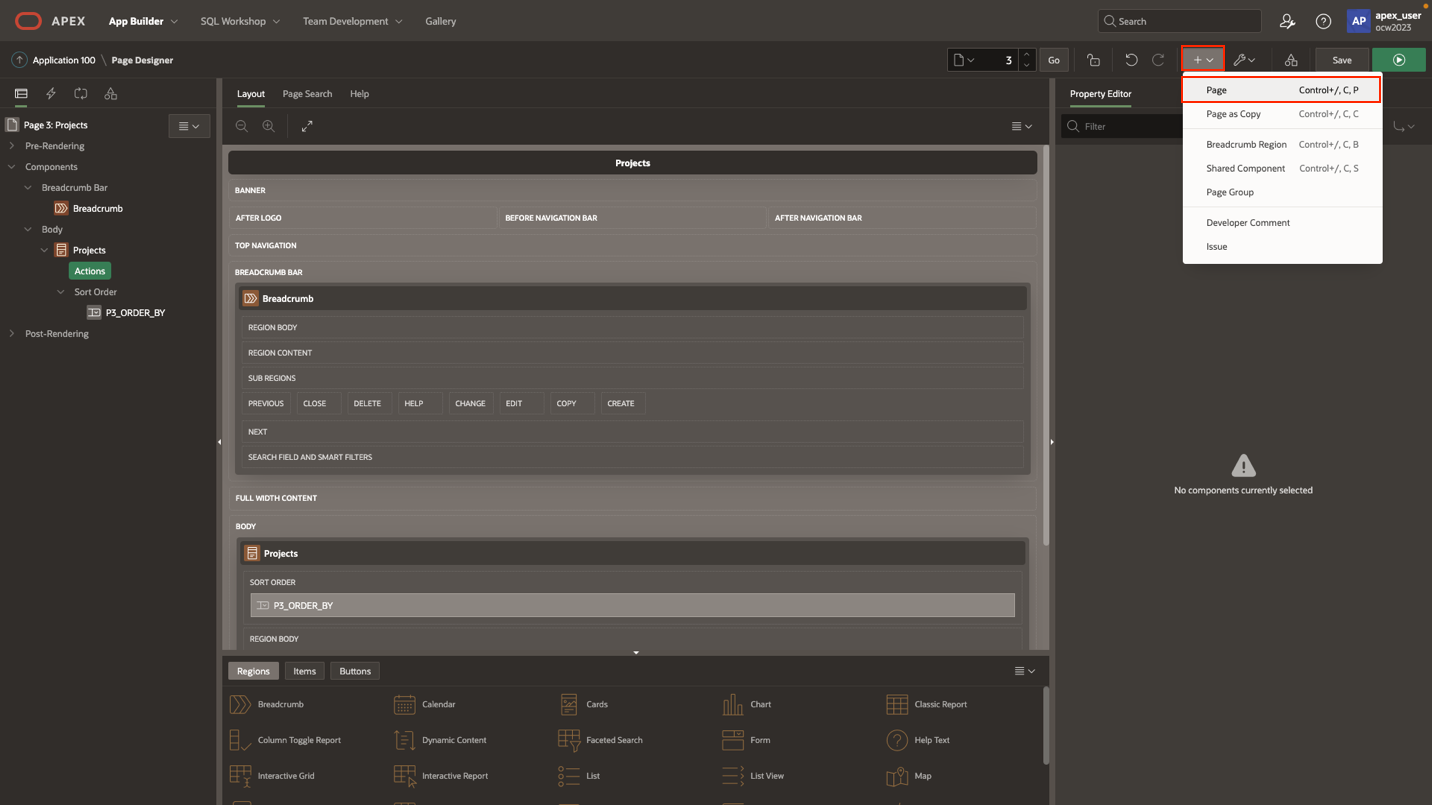 APEX
App Builder
SQL Workshop
Team Development
Gallery
Search
AP
apex_user
ocw2023
Application 100 \ Page Designer
3
Go
Save
Page 3: Projects
Pre-Rendering
Components
Breadcrumb Bar
Breadcrumb
Body
Projects
Actions
Sort Order
P3_ORDER_BY
Post-Rendering
Layout
Page Search
Help
Projects
BANNER
AFTER LOGO
BEFORE NAVIGATION BAR
AFTER NAVIGATION BAR
TOP NAVIGATION
BREADCRUMB BAR
Breadcrumb
REGION BODY
REGION CONTENT
SUB REGIONS
PREVIOUS
CLOSE
DELETE
HELP
CHANGE
EDIT
COPY
CREATE
NEXT
SEARCH FIELD AND SMART FILTERS
FULL WIDTH CONTENT
BODY
Projects
SORT ORDER
P3_ORDER_BY
REGION BODY
Regions
Items
Buttons
Breadcrumb
Calendar
Cards
Chart
Classic Report
Column Toggle Report
Dynamic Content
Faceted Search
Form
Help Text
Interactive Grid
Interactive Report
List
List View
Map
Property Editor
Filter
Page Control+/, C, P
Page as Copy Control+/, C, C
Breadcrumb Region Control+/, C, B
Shared Component Control+/, C, S
Page Group
Developer Comment
Issue
No components currently selected